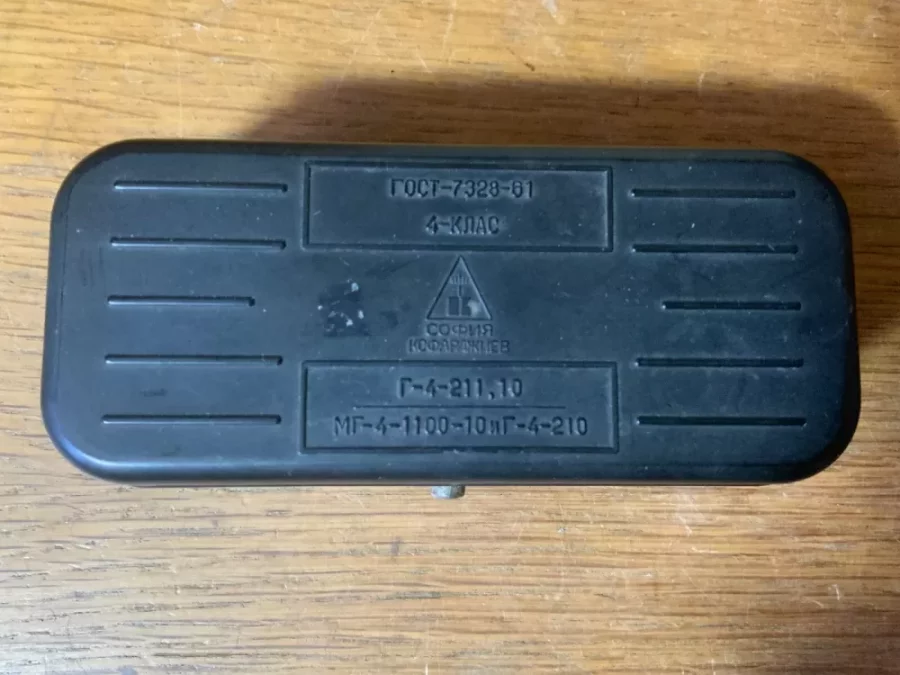 ГОСТ-7328-61
4-КЛАС
СОФИЯ
КОФАРДЖИЕВ
Г-4-211,10
МГ-4-1100-10иГ-4-210